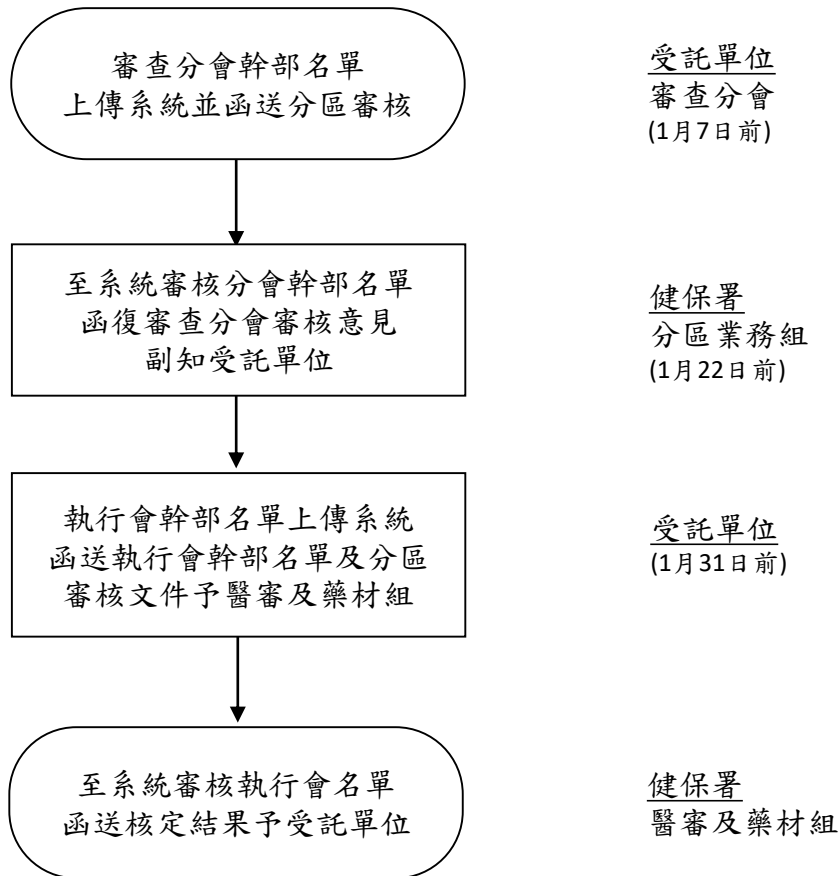 審查分會幹部名單
上傳系統並函送分區審核
受託單位
審查分會
(1月7日前)
至系統審核分會幹部名單
函復審查分會審核意見
副知受託單位
健保署
分區業務組
(1月22日前)
執行會幹部名單上傳系統
函送執行會幹部名單及分區
審核文件予醫審及藥材組
受託單位
(1月31日前)
至系統審核執行會名單
函送核定結果予受託單位
健保署
醫審及藥材組